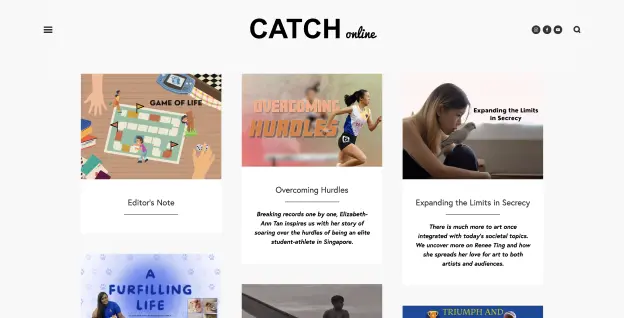 CATCH online
GAME OF LIFE
Editor's Note
OVERCOMING
HURDLES
Overcoming Hurdles
Breaking records one by one, Elizabeth-
Ann Tan inspires us with her story of
soaring over the hurdles of being an elite
student-athlete in Singapore.
Expanding the Limits
in Secrecy
Expanding the Limits in Secrecy
There is much more to art once
integrated with today's societal topics.
We uncover more on Renee Ting and how
she spreads her love for art to both
artists and audiences.
A
FURFILLING
LIFE
TRIUMPH AND